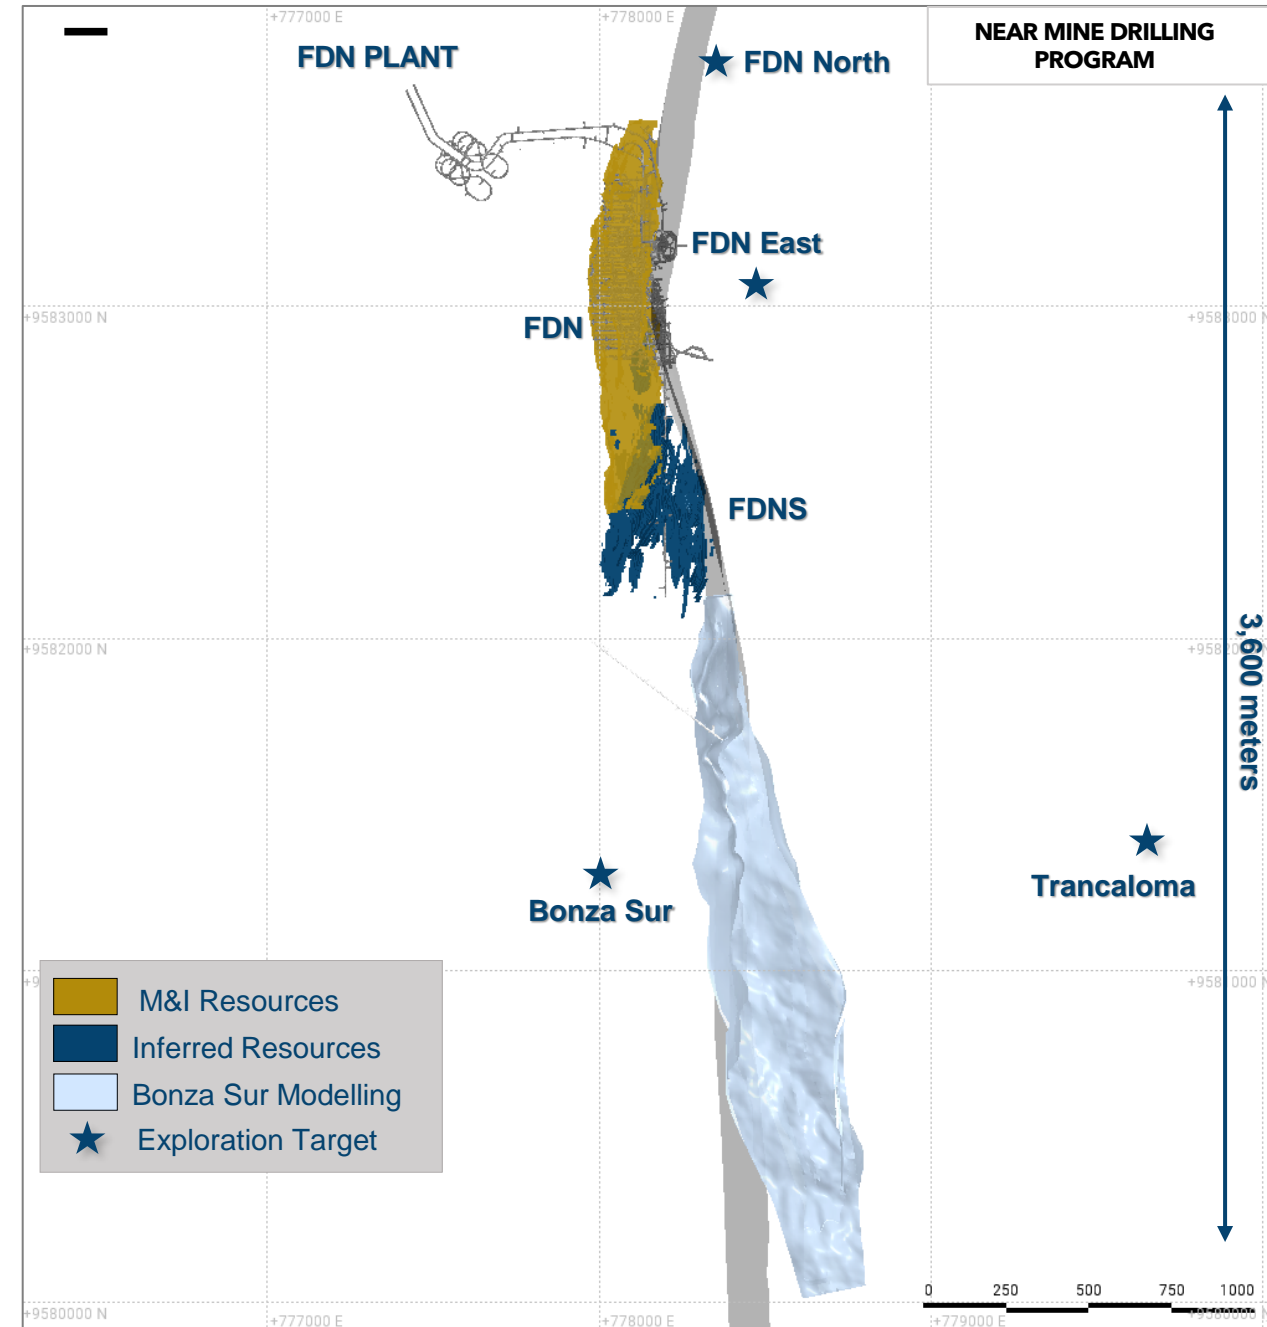 +777000 E
+778000 E
NEAR MINE DRILLING
PROGRAM
FDN PLANT
FDN North
FDN East
+9583000 N
FDN
FDNS
+9582000 N
3,600 meters
Trancaloma
Bonza Sur
M&I Resources
Inferred Resources
Bonza Sur Modelling
Exploration Target
0 250 500 750 1000
+9580000 N
+777000 E
+778000 E
+779000 E
+9580000 N